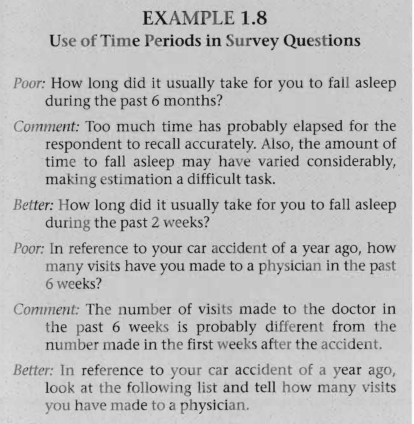 EXAMPLE 1.8
Use of Time Periods in Survey Questions
Poor: How long did it usually take for you to fall asleep
during the past 6 months?
Comment: Too much time has probably elapsed for the
respondent to recall accurately. Also, the amount of
time to fall asleep may have varied considerably,
making estimation a difficult task.
Better: How long did it usually take for you to fall asleep
during the past 2 weeks?
Poor: In reference to your car accident of a year ago, how
many visits have you made to a physician in the past
6 weeks?
Comment: The number of visits made to the doctor in
the past 6 weeks is probably different from the
number made in the first weeks after the accident.
Better: In reference to your car accident of a year ago,
look at the following list and tell how many visits
you have made to a physician.